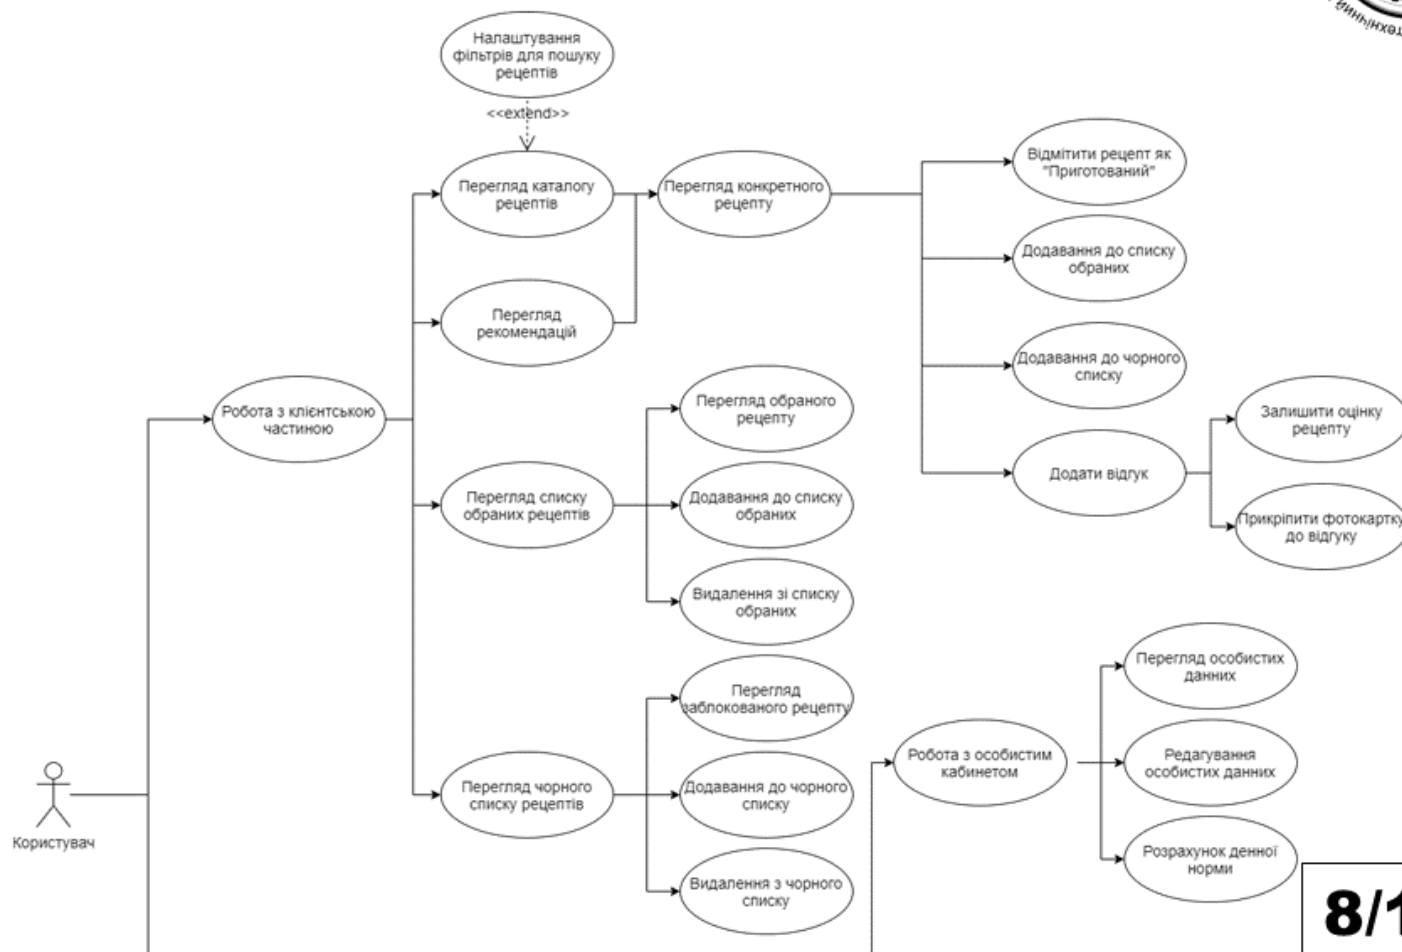 Налаштування
фільтрів для пошуку
рецептів
<<extend>>
Перегляд каталогу
рецептів
Перегляд конкретного
рецепту
Відмітити рецепт як
"Приготований"
Додавання до списку
обраних
Перегляд
рекомендацій
Додавання до чорного
списку
Робота з клієнтською
частиною
Перегляд обраного
рецепту
Залишити оцінку
рецепту
Додати відгук
Перегляд списку
обраних рецептів
Додавання до списку
обраних
Прикріпити фотокартку
до відгуку
Видалення зі списку
обраних
Перегляд
заблокованого рецепту
Перегляд особистих
данних
Робота з особистим
кабінетом
Редагування
особистих данних
Перегляд чорного
списку рецептів
Додавання до чорного
списку
Користувач
Розрахунок денної
норми
Видалення з чорного
списку
8/1